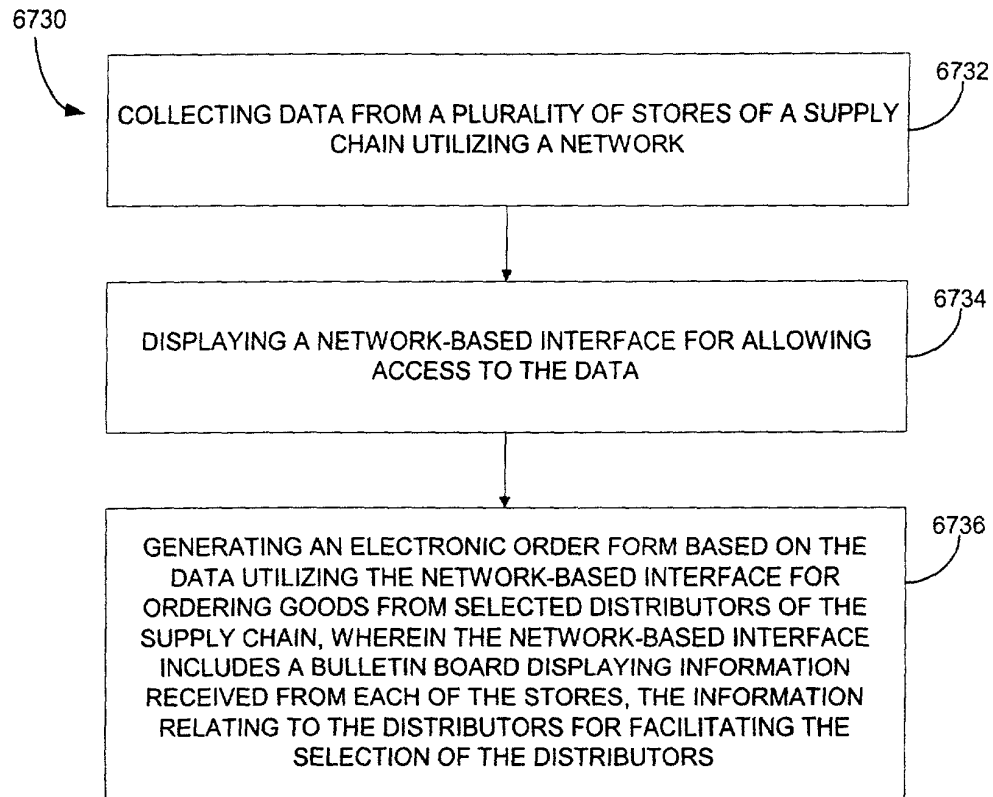 6730
6732
COLLECTING DATA FROM A PLURALITY OF STORES OF A SUPPLY
CHAIN UTILIZING A NETWORK
6734
DISPLAYING A NETWORK-BASED INTERFACE FOR ALLOWING
ACCESS TO THE DATA
6736
GENERATING AN ELECTRONIC ORDER FORM BASED ON THE
DATA UTILIZING THE NETWORK-BASED INTERFACE FOR
ORDERING GOODS FROM SELECTED DISTRIBUTORS OF THE
SUPPLY CHAIN, WHEREIN THE NETWORK-BASED INTERFACE
INCLUDES A BULLETIN BOARD DISPLAYING INFORMATION
RECEIVED FROM EACH OF THE STORES, THE INFORMATION
RELATING TO THE DISTRIBUTORS FOR FACILITATING THE
SELECTION OF THE DISTRIBUTORS